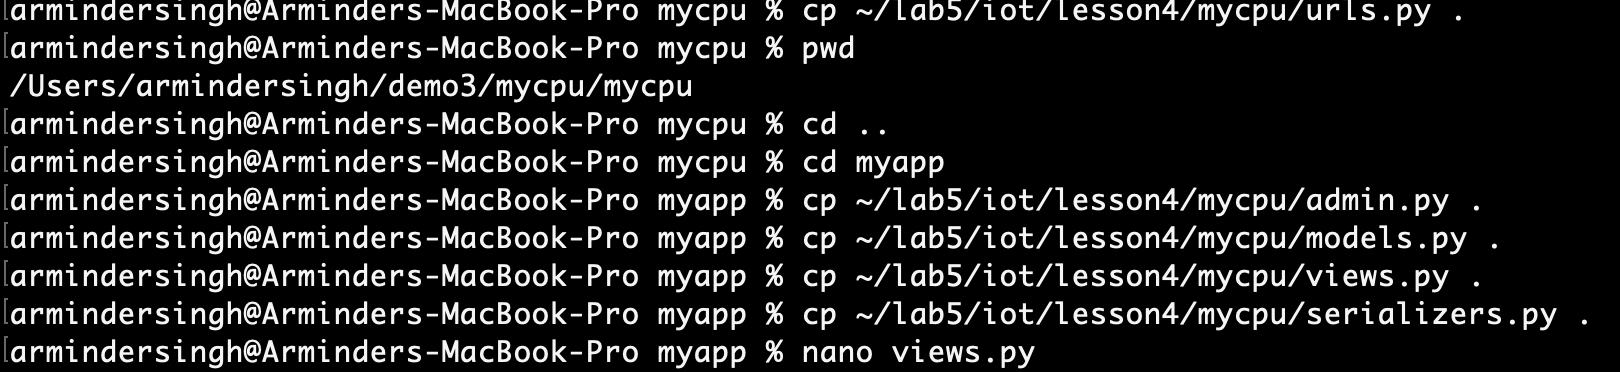 [armindersingh@Arminders-MacBook-Pro mycpu % cp ~/lab5/iot/lesson4/mycpu/urls.py .
[armindersingh@Arminders-MacBook-Pro mycpu % pwd
/Users/armindersingh/demo3/mycpu/mycpu
[armindersingh@Arminders-MacBook-Pro mycpu % cd ..
[armindersingh@Arminders-MacBook-Pro mycpu % cd myapp
[armindersingh@Arminders-MacBook-Pro myapp % cp ~/lab5/iot/lesson4/mycpu/admin.py .
[armindersingh@Arminders-MacBook-Pro myapp % cp ~/lab5/iot/lesson4/mycpu/models.py .
[armindersingh@Arminders-MacBook-Pro myapp % cp ~/lab5/iot/lesson4/mycpu/views.py .
[armindersingh@Arminders-MacBook-Pro myapp % cp ~/lab5/iot/lesson4/mycpu/serializers.py .
[armindersingh@Arminders-MacBook-Pro myapp % nano views.py